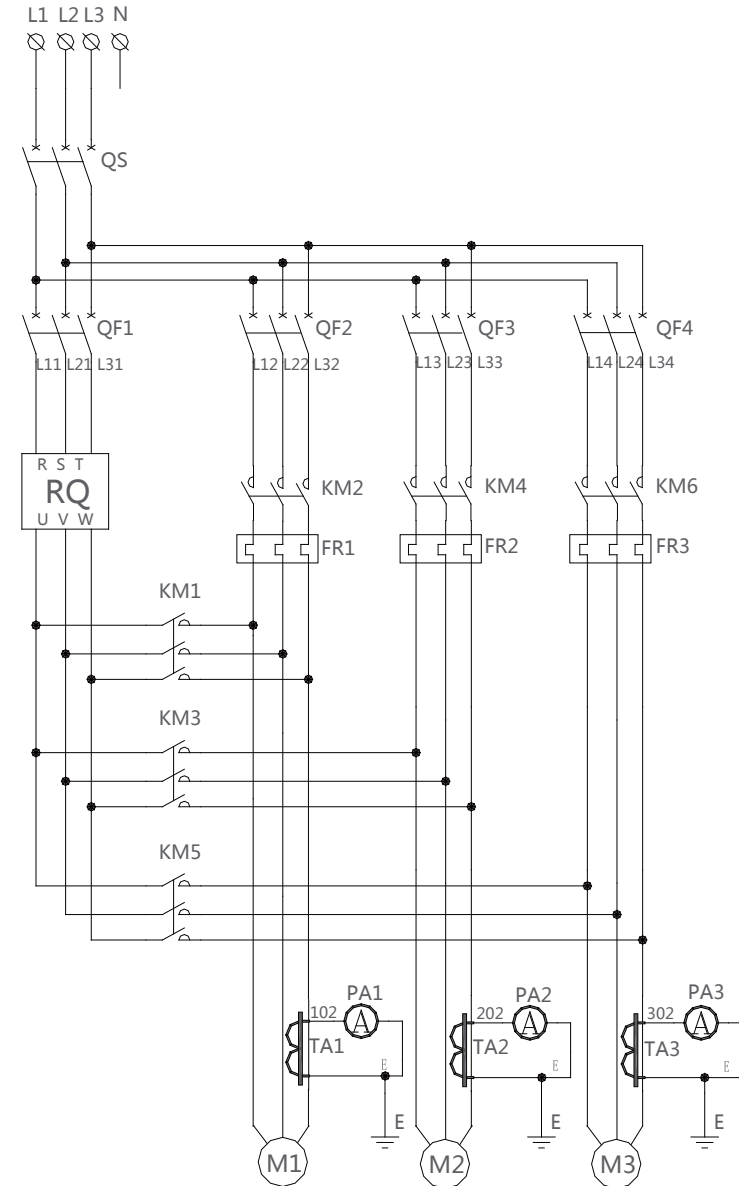 L1 L2 L3 N
QS
QF1 QF2 QF3 QF4
L11 L21 L31 L12 L22 L32 L13 L23 L33 L14 L24 L34
R S T
RQ
U V W
KM2 KM4 KM6
FR1 FR2 FR3
KM1
KM3
KM5
PA1 PA2 PA3
102 A 202 A 302 A
TA1 TA2 TA3
E E E
E E E
M1 M2 M3